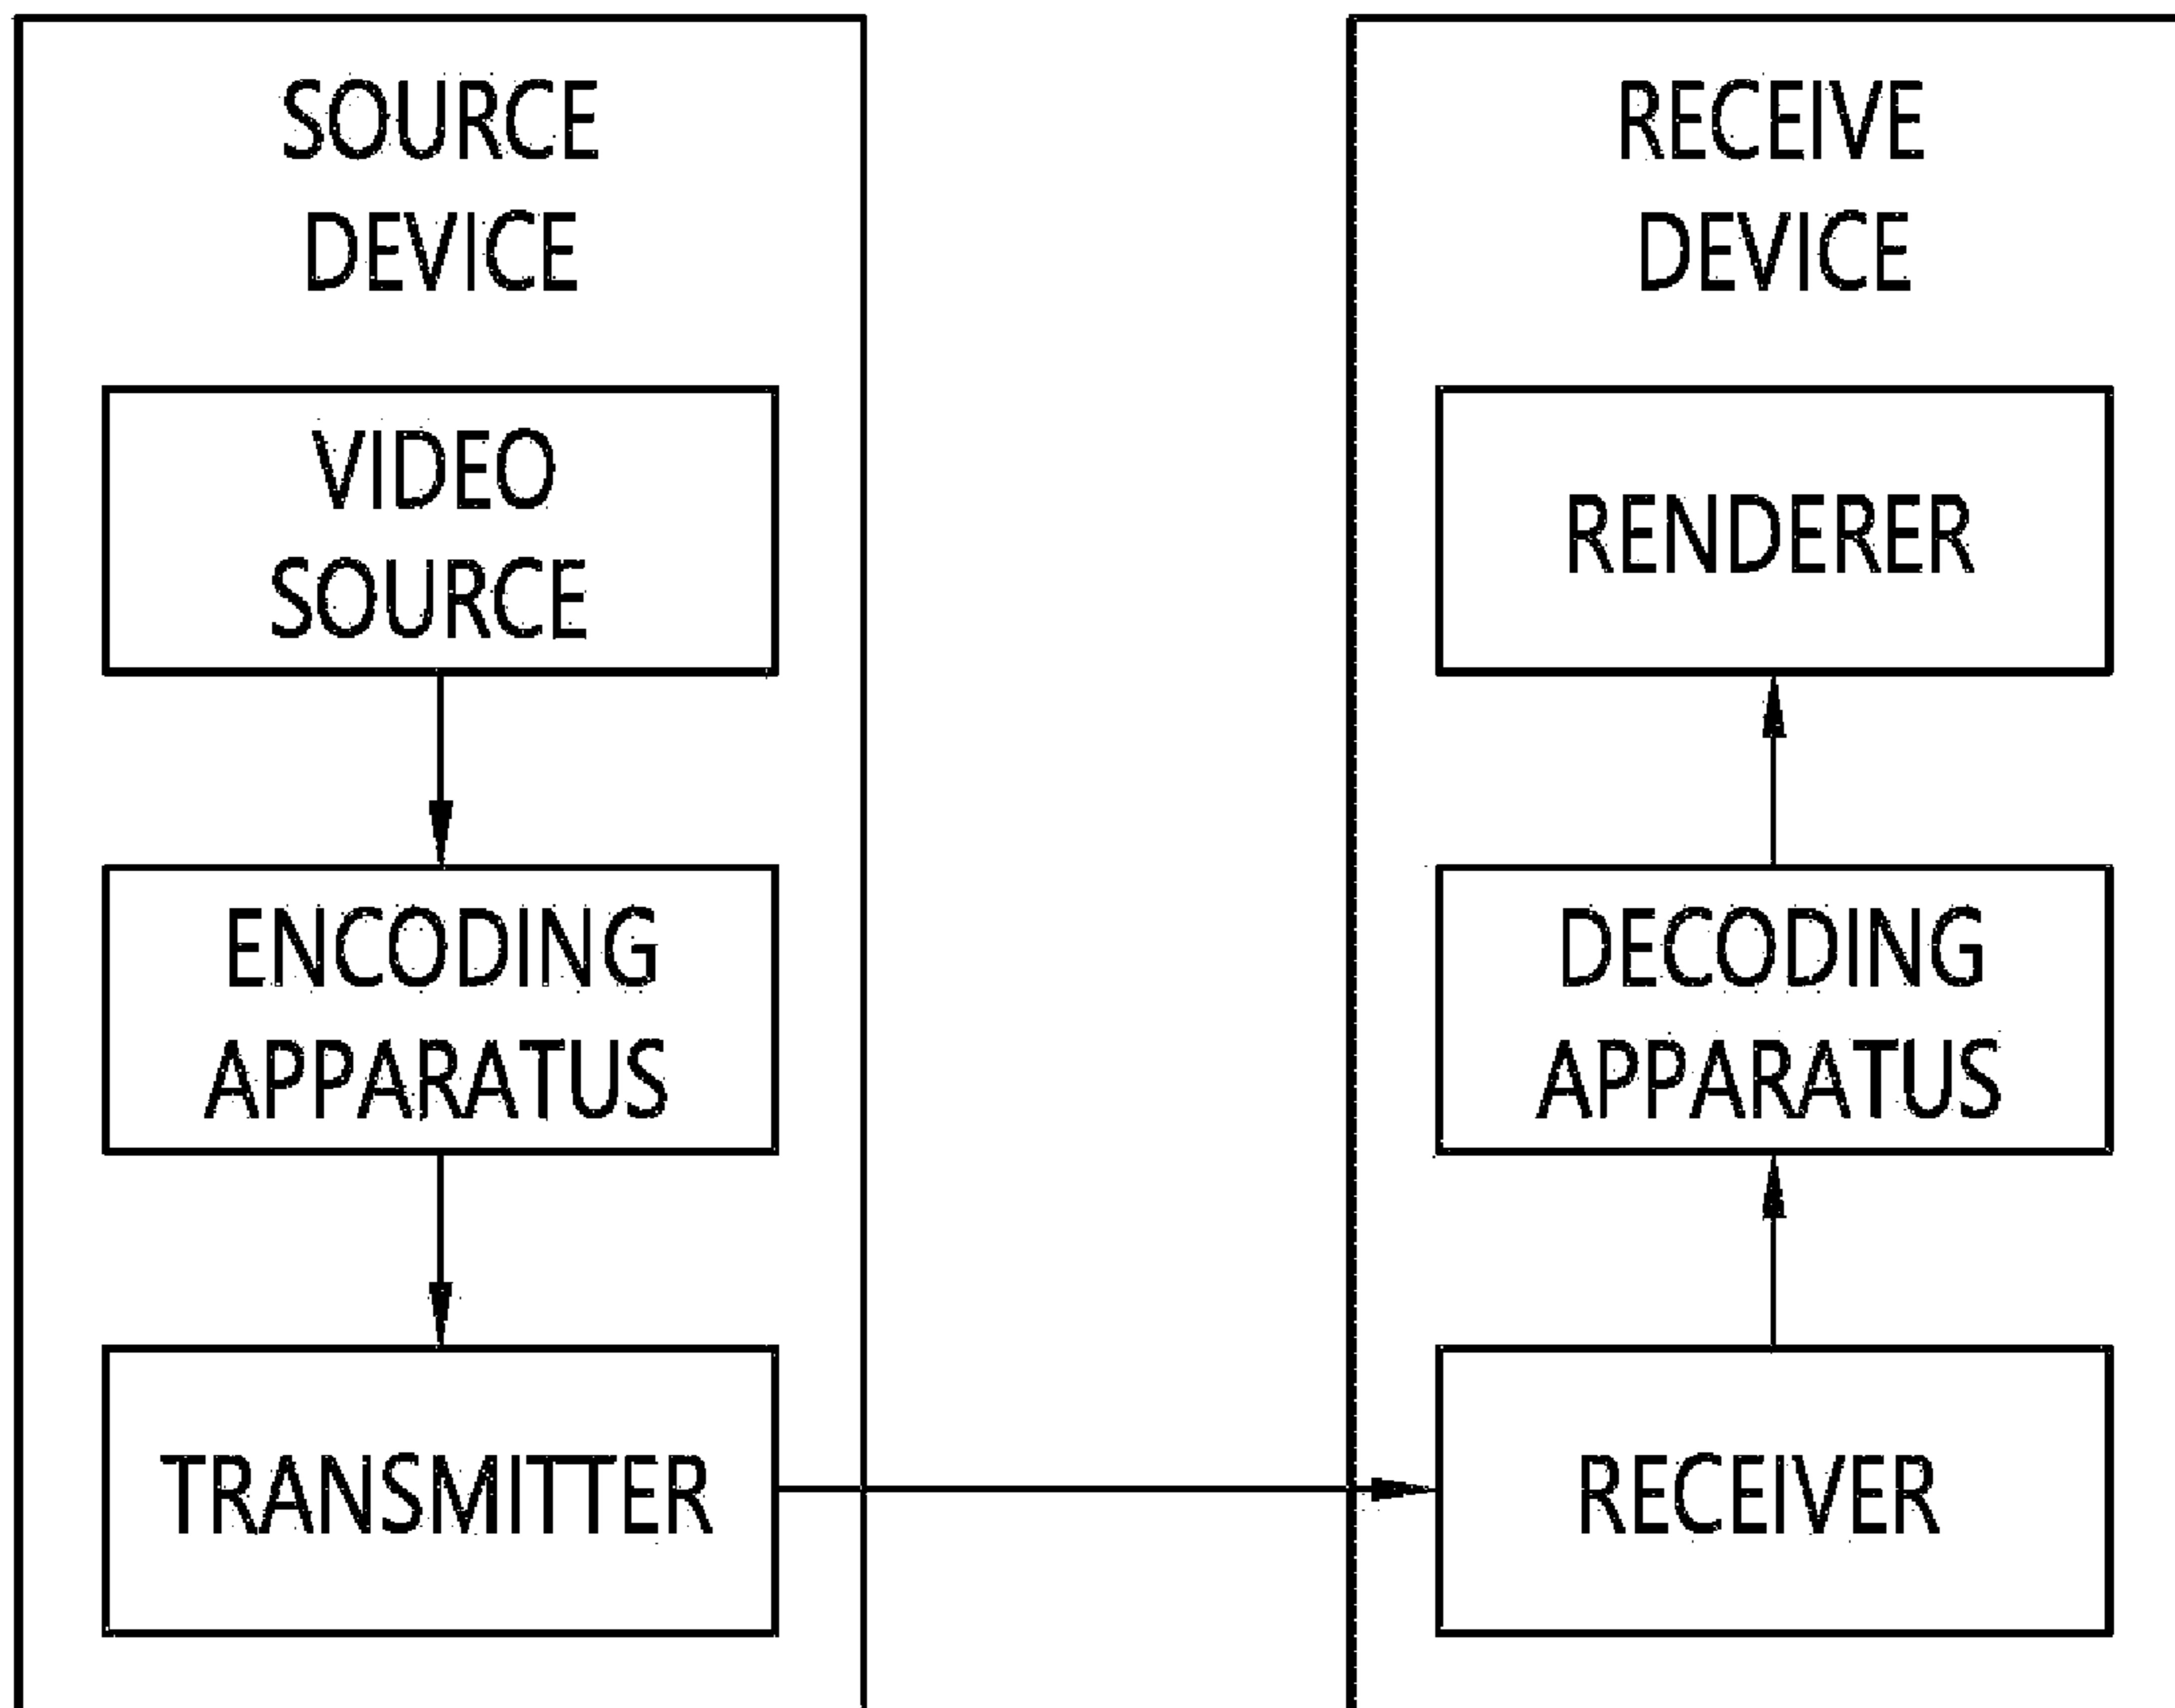 SOURCE
DEVICE
VIDEO
SOURCE
ENCODING
APPARATUS
TRANSMITTER
RECEIVE
DEVICE
RENDERER
DECODING
APPARATUS
RECEIVER